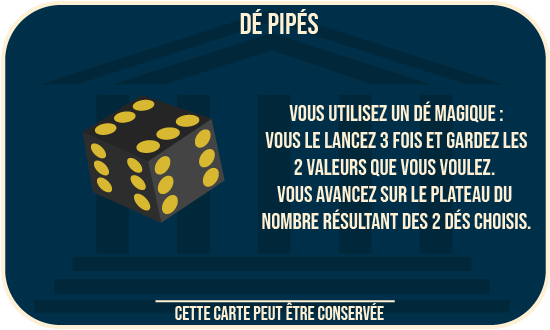 DÉ PIPÉS
VOUS UTILISEZ UN DÉ MAGIQUE :
VOUS LE LANCEZ 3 FOIS ET GARDEZ LES
2 VALEURS QUE VOUS VOULEZ.
VOUS AVANCEZ SUR LE PLATEAU DU
NOMBRE RÉSULTANT DES 2 DÉS CHOISIS.
CETTE CARTE PEUT ÊTRE CONSERVÉE